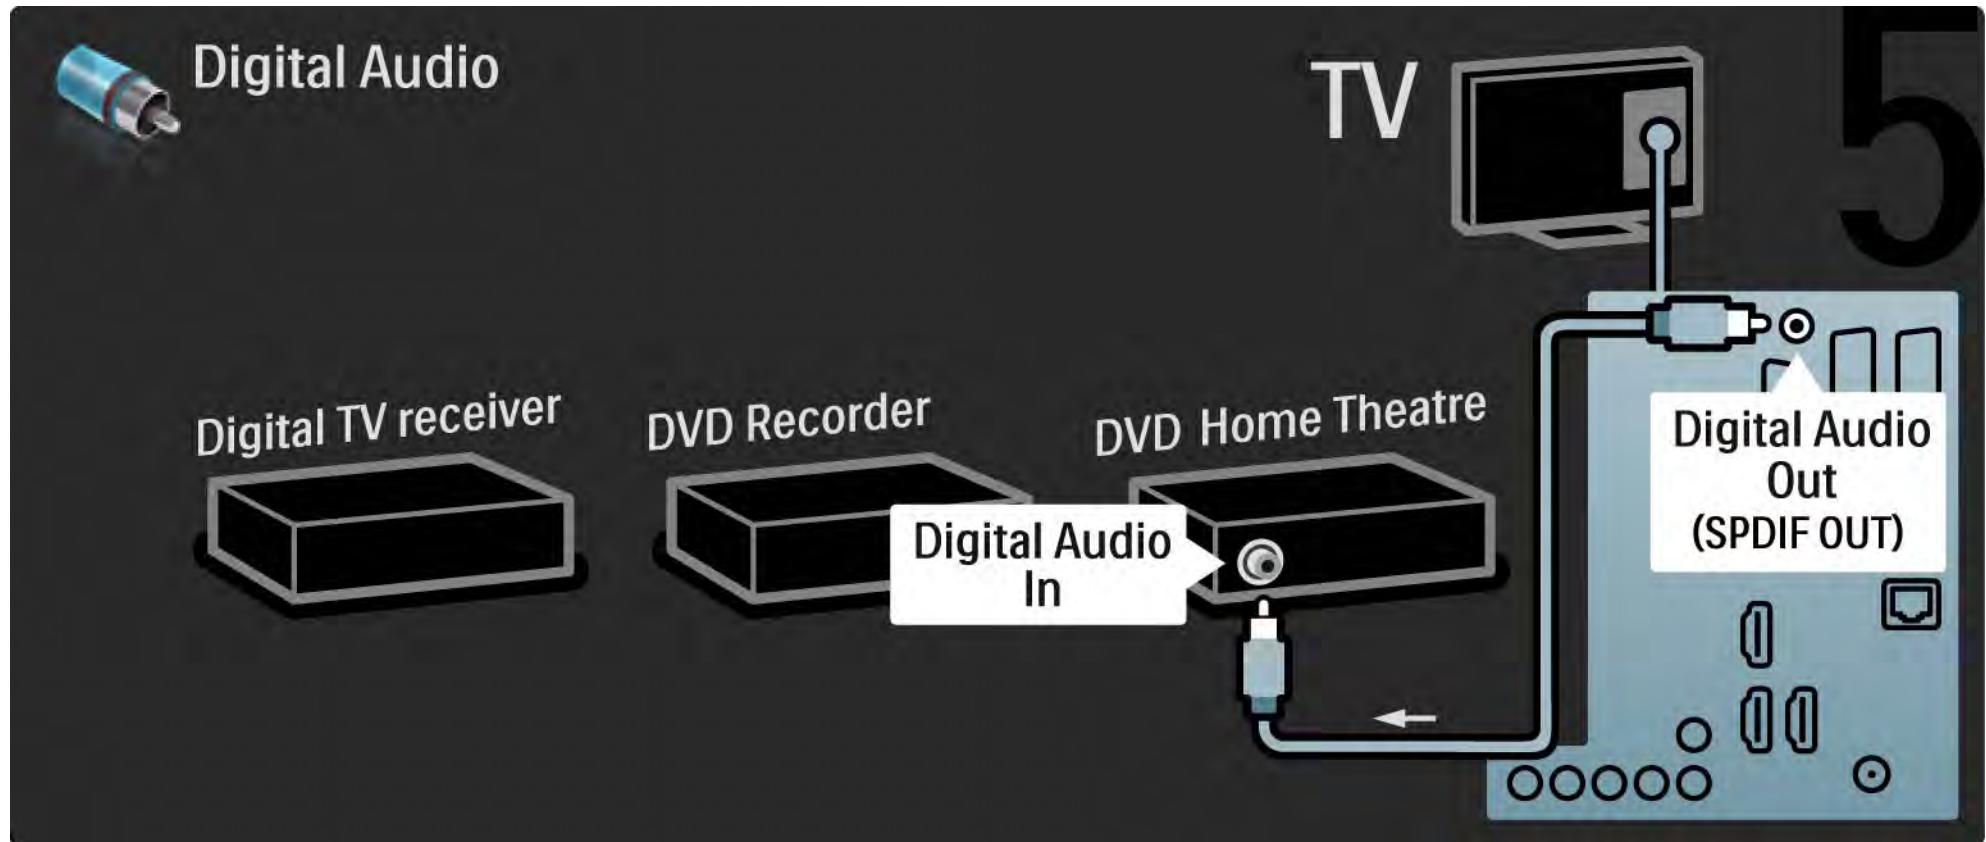 Digital Audio
TV
5
Digital TV receiver
DVD Recorder
DVD Home Theatre
Digital Audio
In
Digital Audio
Out
(SPDIF OUT)